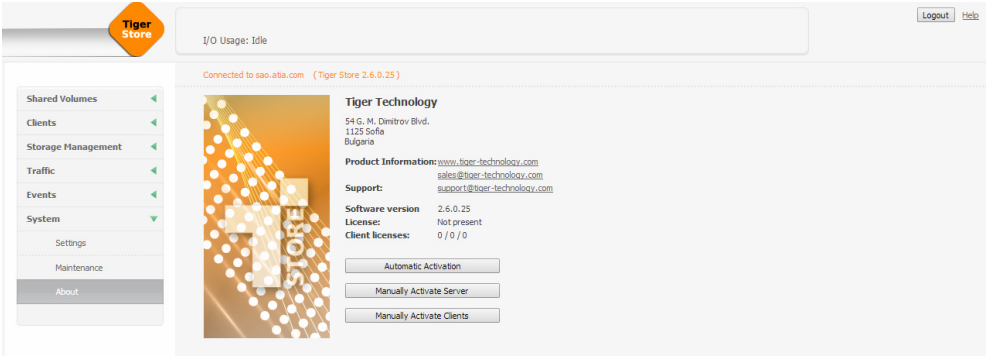 Tiger
Store
I/O Usage: Idle
Logout
Help
Connected to sao.atia.com (Tiger Store 2.6.0.25)
Shared Volumes
Clients
Storage Management
Traffic
Events
System
Settings
Maintenance
About
STORE
Tiger Technology
54 G. M. Dimitrov Blvd.
1125 Sofia
Bulgaria
Product Information: www.tiger-technology.com
sales@tiger-technology.com
Support: support@tiger-technology.com
Software version 2.6.0.25
License: Not present
Client licenses: 0 / 0 / 0
Automatic Activation
Manually Activate Server
Manually Activate Clients